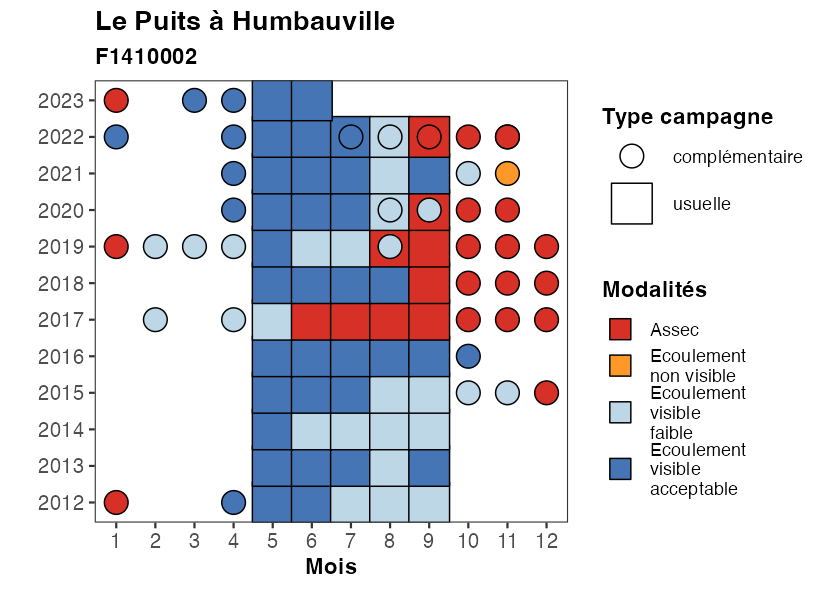 Le Puits à Humbauville
F1410002
2023
2022
2021
2020
2019
2018
2017
2016
2015
2014
2013
2012
1 2 3 4 5 6 7 8 9 10 11 12
Mois
Type campagne
complémentaire
usuelle
Modalités
Assec
Ecoulement
non visible
Ecoulement
visible
faible
Ecoulement
visible
acceptable